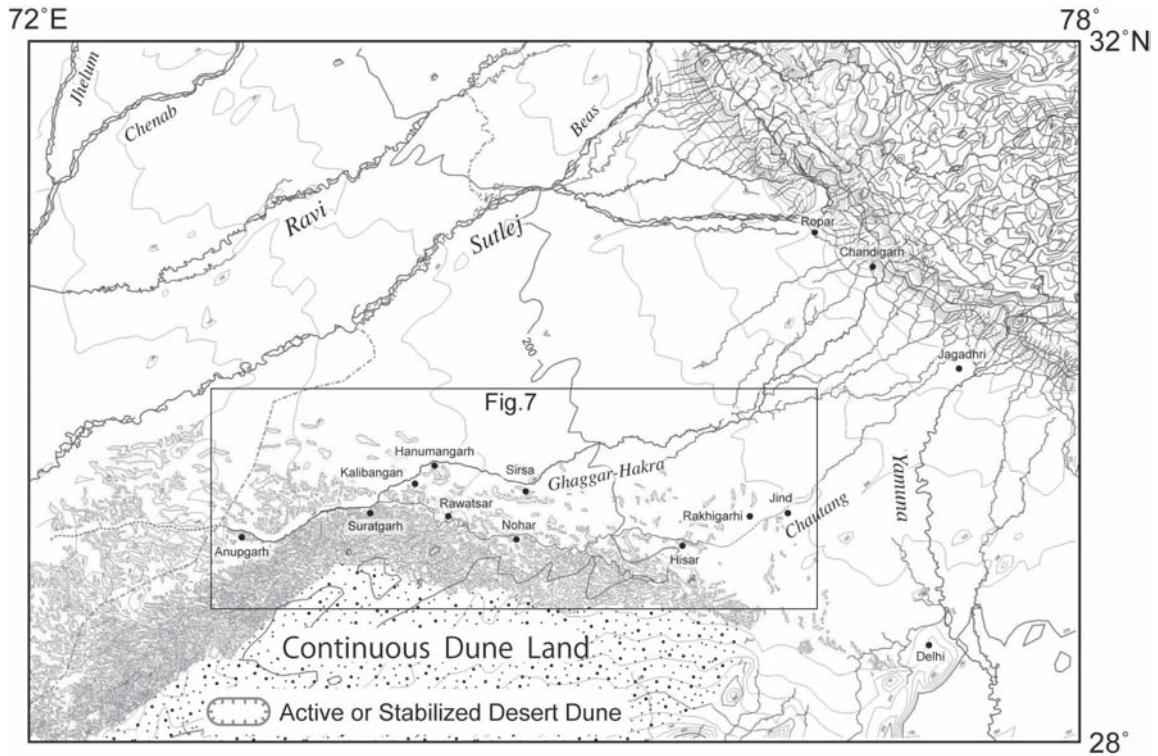 72°E
78°
32°N
Jhelum
Chenab
Beas
Ravi
Sutlej
Ropar
Chandigarh
200
Jagadhri
Fig.7
Hanumangarh
Kalibangan
Sirsa
Ghaggar-Hakra
Yamuna
Suratgarh
Rawatsar
Nohar
Rakhigarhi
Jind
Chautang
Anupgarh
Hisar
Continuous Dune Land
Delhi
Active or Stabilized Desert Dune
28°